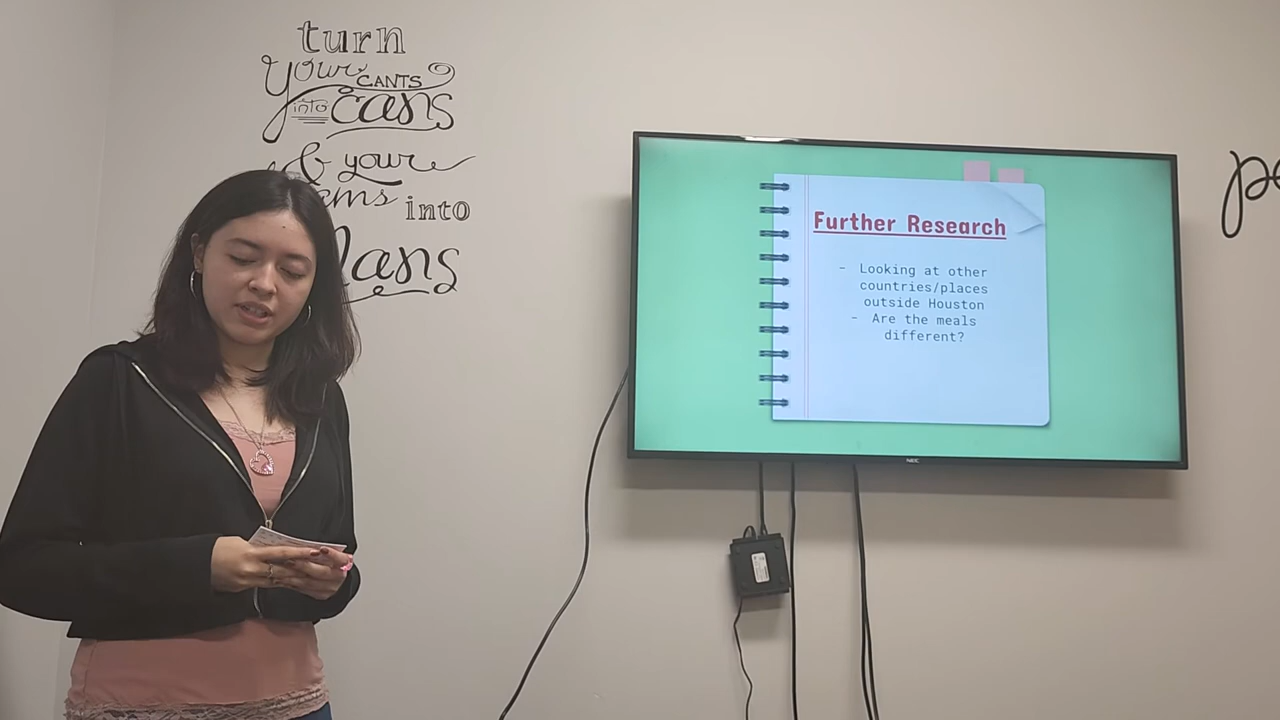 turn
your CANTS
into cans
& your
into
Further Research
- Looking at other
countries/places
outside Houston
- Are the meals
different?
NEC